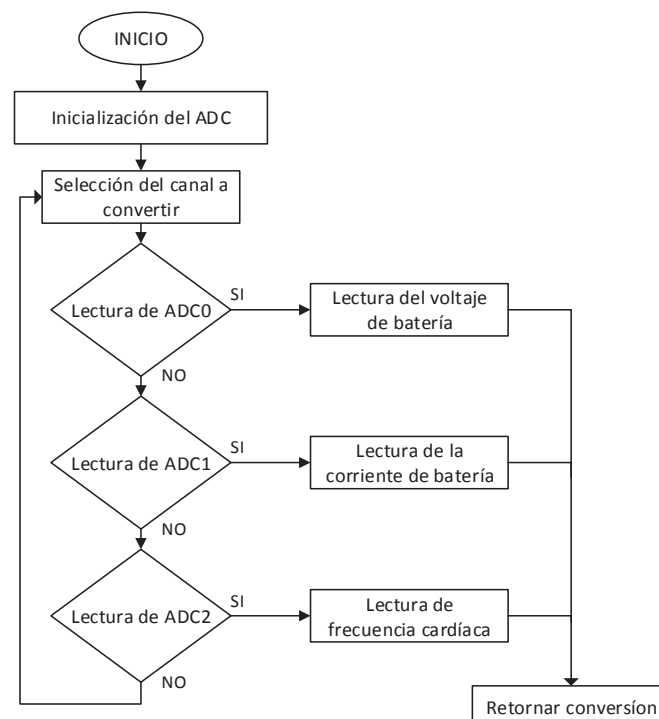 INICIO
Inicialización del ADC
Selección del canal a
convertir
Lectura de ADC0
SI
Lectura del voltaje
de batería
NO
Lectura de ADC1
SI
Lectura de la
corriente de batería
NO
Lectura de ADC2
SI
Lectura de
frecuencia cardíaca
NO
Retornar conversíon